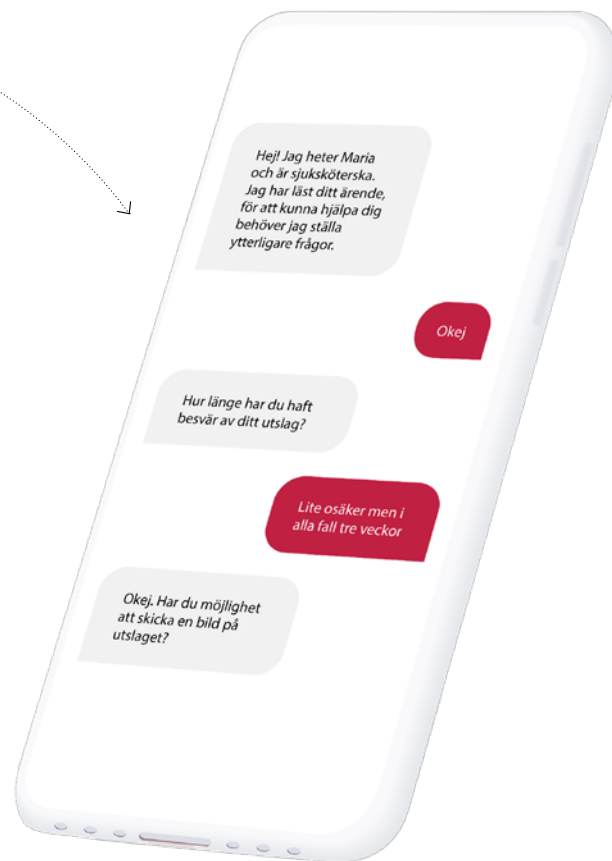 Hej! Jag heter Maria
och är sjuksköterska.
Jag har läst ditt ärende,
för att kunna hjälpa dig
behöver jag ställa
ytterligare frågor.
Okej
Hur länge har du haft
besvär av ditt utslag?
Lite osäker men i
alla fall tre veckor
Okej. Har du möjlighet
att skicka en bild på
utslaget?